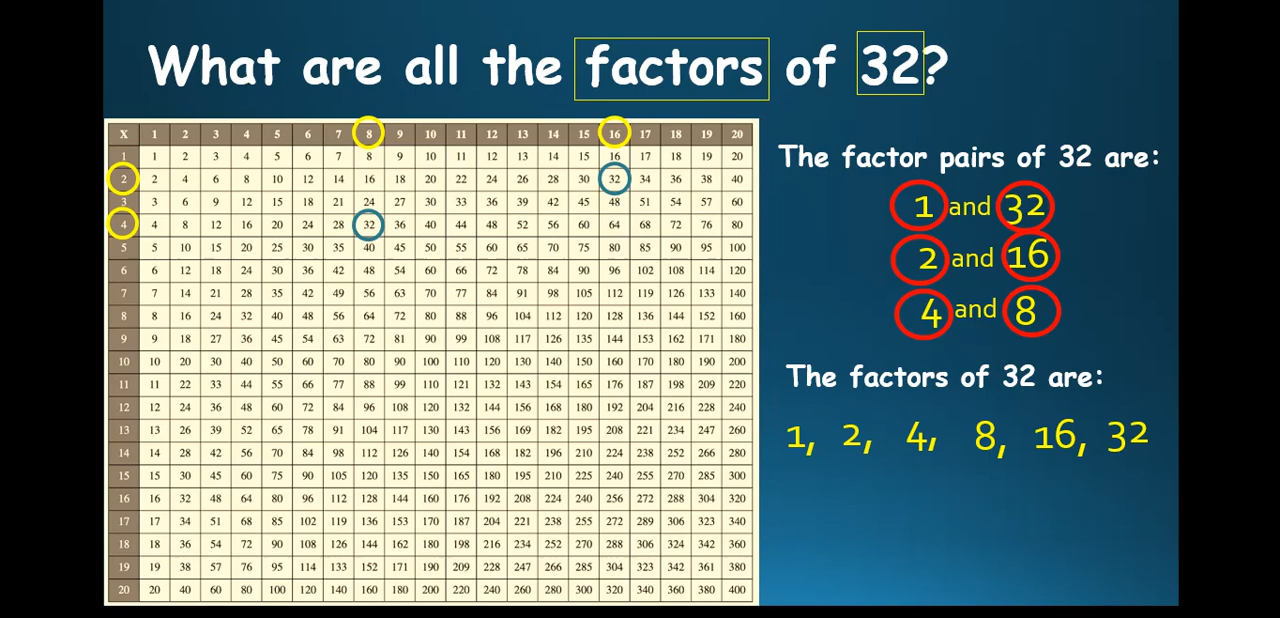 What are all the factors of 32?
X 1 2 3 4 5 6 7 8 9 10 11 12 13 14 15 16 17 18 19 20
1 1 2 3 4 5 6 7 8 9 10 11 12 13 14 15 16 17 18 19 20
2 2 4 6 8 10 12 14 16 18 20 22 24 26 28 30 32 34 36 38 40
3 3 6 9 12 15 18 21 24 27 30 33 36 39 42 45 48 51 54 57 60
4 4 8 12 16 20 24 28 32 36 40 44 48 52 56 60 64 68 72 76 80
5 5 10 15 20 25 30 35 40 45 50 55 60 65 70 75 80 85 90 95 100
6 6 12 18 24 30 36 42 48 54 60 66 72 78 84 90 96 102 108 114 120
7 7 14 21 28 35 42 49 56 63 70 77 84 91 98 105 112 119 126 133 140
8 8 16 24 32 40 48 56 64 72 80 88 96 104 112 120 128 136 144 152 160
9 9 18 27 36 45 54 63 72 81 90 99 108 117 126 135 144 153 162 171 180
10 10 20 30 40 50 60 70 80 90 100 110 120 130 140 150 160 170 180 190 200
11 11 22 33 44 55 66 77 88 99 110 121 132 143 154 165 176 187 198 209 220
12 12 24 36 48 60 72 84 96 108 120 132 144 156 168 180 192 204 216 228 240
13 13 26 39 52 65 78 91 104 117 130 143 156 169 182 195 208 221 234 247 260
14 14 28 42 56 70 84 98 112 126 140 154 168 182 196 210 224 238 252 266 280
15 15 30 45 60 75 90 105 120 135 150 165 180 195 210 225 240 255 270 285 300
16 16 32 48 64 80 96 112 128 144 160 176 192 208 224 240 256 272 288 304 320
17 17 34 51 68 85 102 119 136 153 170 187 204 221 238 255 272 289 306 323 340
18 18 36 54 72 90 108 126 144 162 180 198 216 234 252 270 288 306 324 342 360
19 19 38 57 76 95 114 133 152 171 190 209 228 247 266 285 304 323 342 361 380
20 20 40 60 80 100 120 140 160 180 200 220 240 260 280 300 320 340 360 380 400
The factor pairs of 32 are:
1 and 32
2 and 16
4 and 8
The factors of 32 are:
1, 2, 4, 8, 16, 32